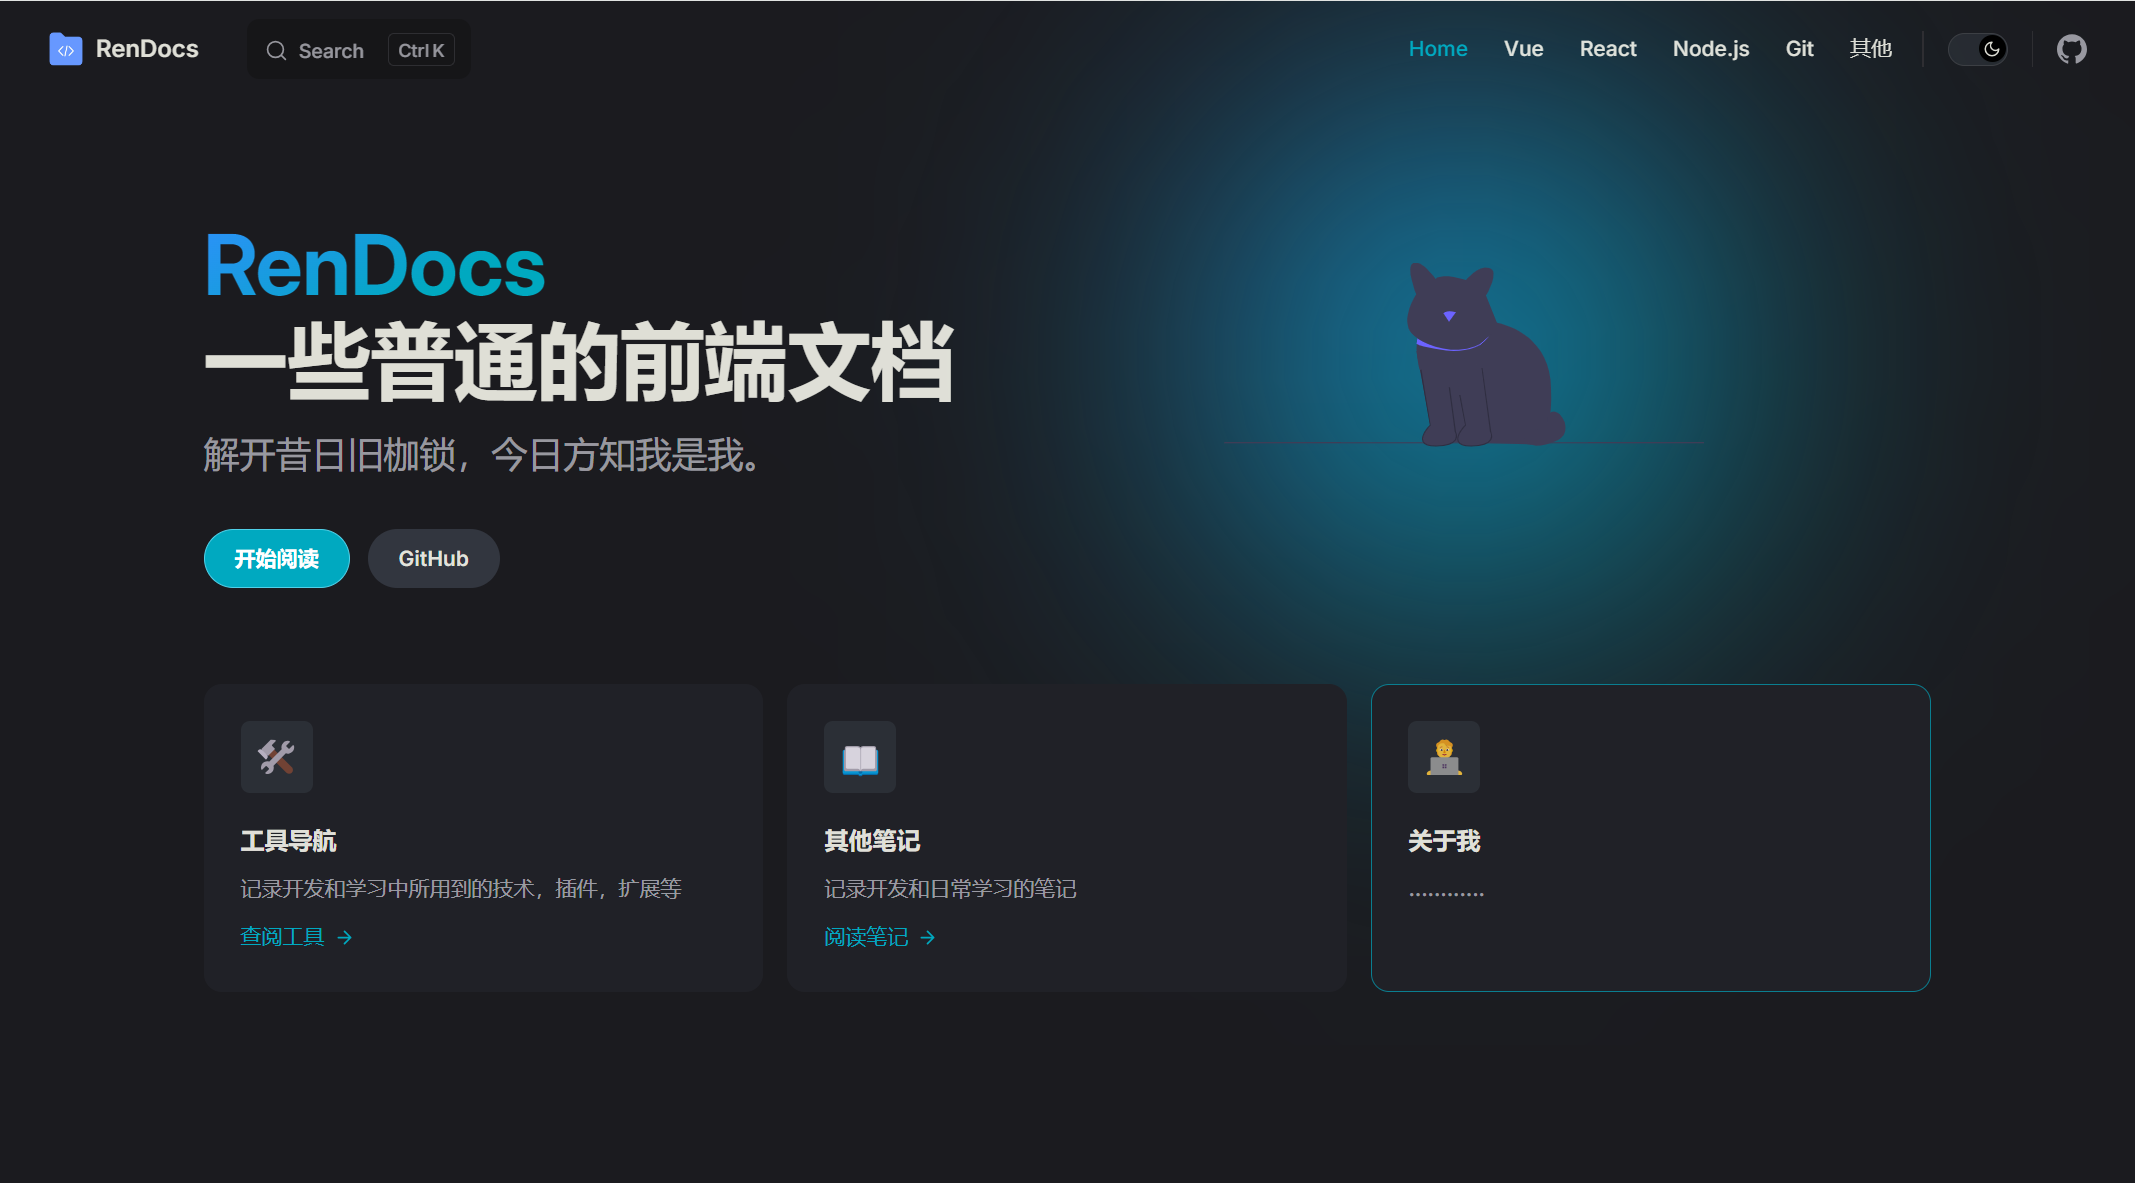 RenDocs
Search Ctrl K
Home Vue React Node.js Git 其他
RenDocs
一些普通的前端文档
解开昔日旧枷锁，今日方知我是我。
开始阅读 GitHub
工具导航
记录开发和学习中所用到的技术，插件，扩展等
查阅工具 →
其他笔记
记录开发和日常学习的笔记
阅读笔记 →
关于我
............